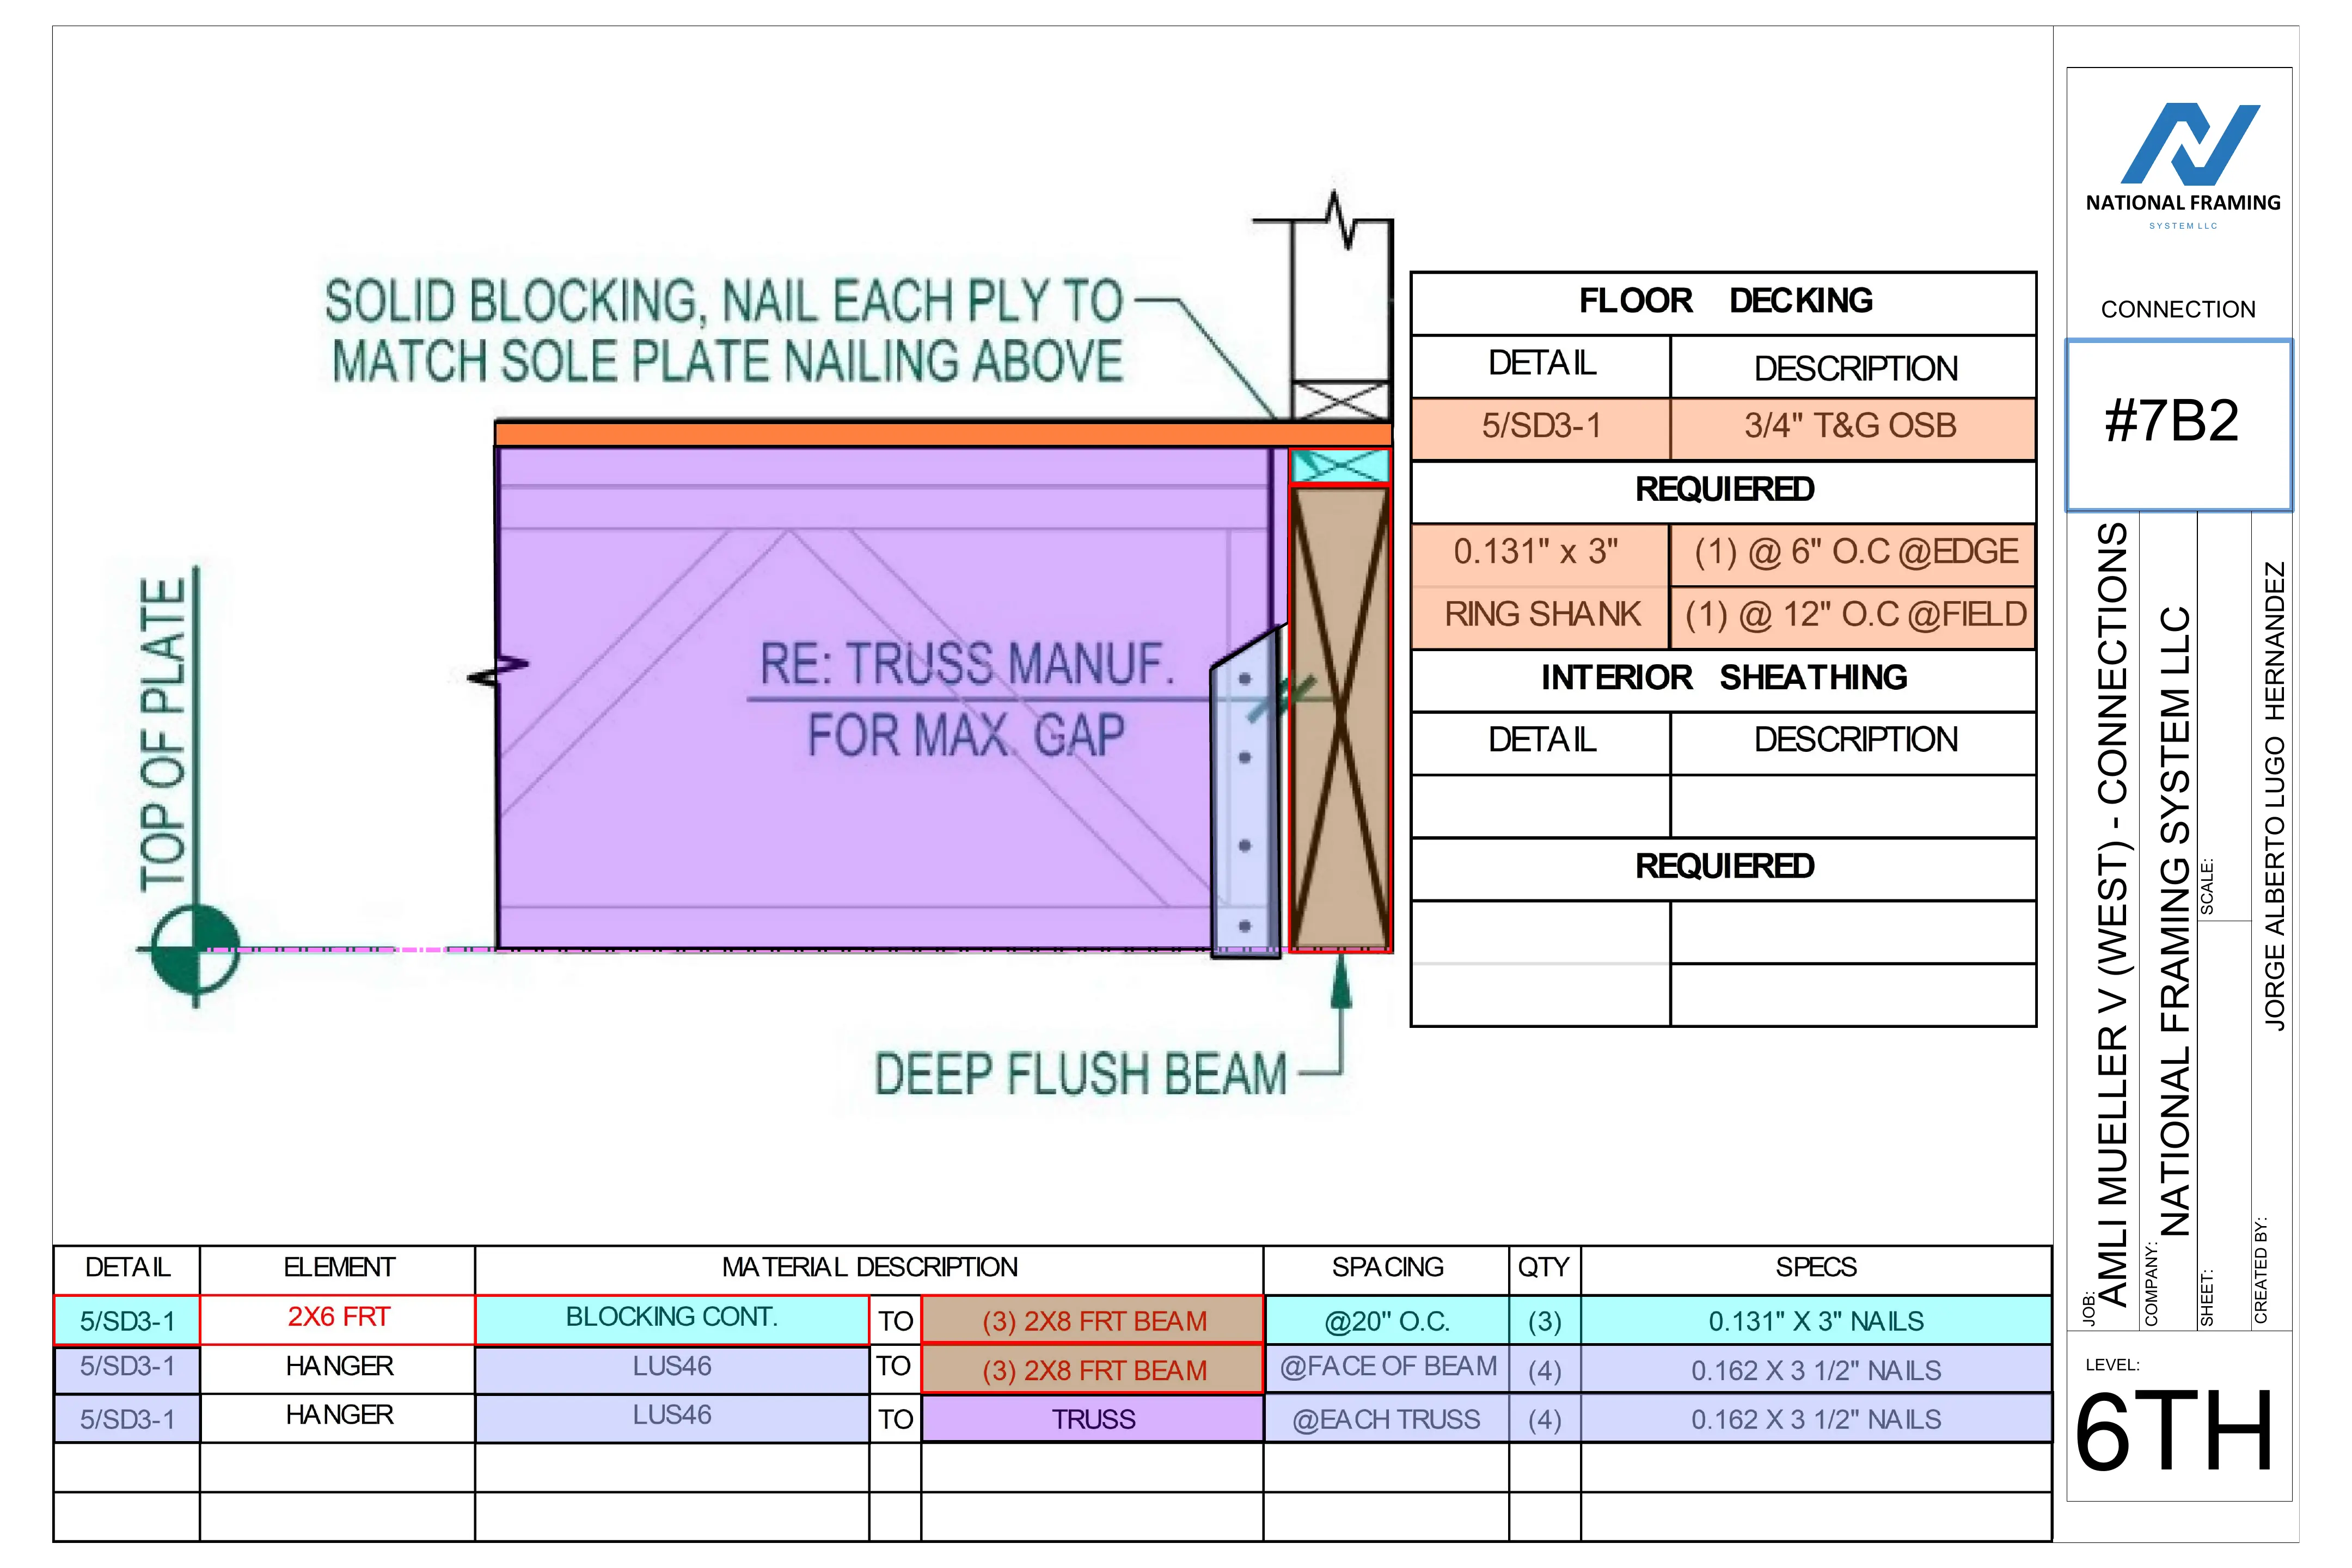 SOLID BLOCKING, NAIL EACH PLY TO
MATCH SOLE PLATE NAILING ABOVE
TOP OF PLATE
RE: TRUSS MANUF.
FOR MAX. GAP
DEEP FLUSH BEAM
FLOOR DECKING
DETAIL DESCRIPTION
5/SD3-1 3/4" T&G OSB
REQUIERED
0.131" x 3" (1) @ 6" O.C @EDGE
RING SHANK (1) @ 12" O.C @FIELD
INTERIOR SHEATHING
DETAIL DESCRIPTION
REQUIERED
DETAIL ELEMENT MATERIAL DESCRIPTION SPACING QTY SPECS
5/SD3-1 2X6 FRT BLOCKING CONT. TO (3) 2X8 FRT BEAM @20" O.C. (3) 0.131" X 3" NAILS
5/SD3-1 HANGER LUS46 TO (3) 2X8 FRT BEAM @FACE OF BEAM (4) 0.162 X 3 1/2" NAILS
5/SD3-1 HANGER LUS46 TO TRUSS @EACH TRUSS (4) 0.162 X 3 1/2" NAILS
NATIONAL FRAMING
SYSTEM LLC
CONNECTION
#7B2
JOB:
AMLI MUELLER V (WEST) - CONNECTIONS
COMPANY:
NATIONAL FRAMING SYSTEM LLC
SCALE:
SHEET:
CREATED BY:
JORGE ALBERTO LUGO HERNANDEZ
LEVEL:
6TH